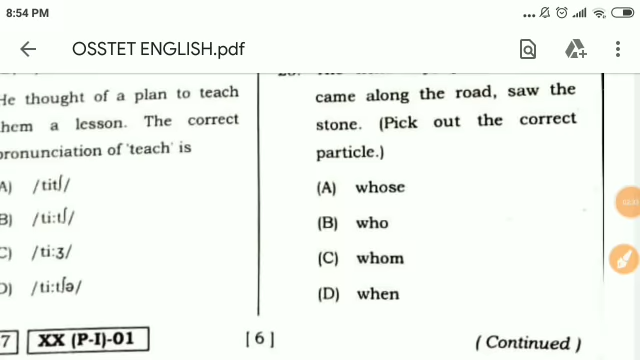 8:54 PM
OSSTET ENGLISH.pdf
He thought of a plan to teach
them a lesson. The correct
pronunciation of 'teach' is
A) /titʃ/
B) /ti:tʃ/
C) /ti:ʒ/
D) /ti:tʃə/
came along the road, saw the
stone. (Pick out the correct
particle.)
(A) whose
(B) who
(C) whom
(D) when
7 XX (P-I)-01
[ 6 ]
( Continued )